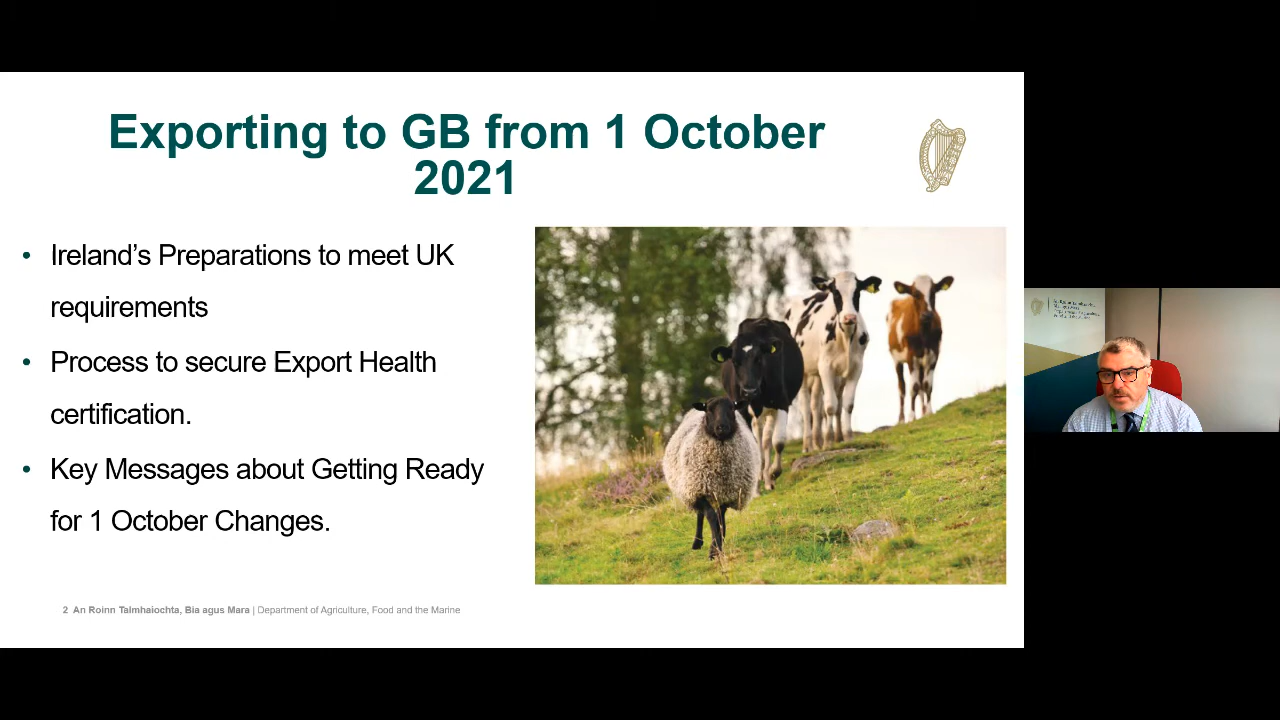 Exporting to GB from 1 October
2021
• Ireland's Preparations to meet UK
requirements
• Process to secure Export Health
certification.
• Key Messages about Getting Ready
for 1 October Changes.
2 An Roinn Talmhaíochta, Bia agus Mara | Department of Agriculture, Food and the Marine